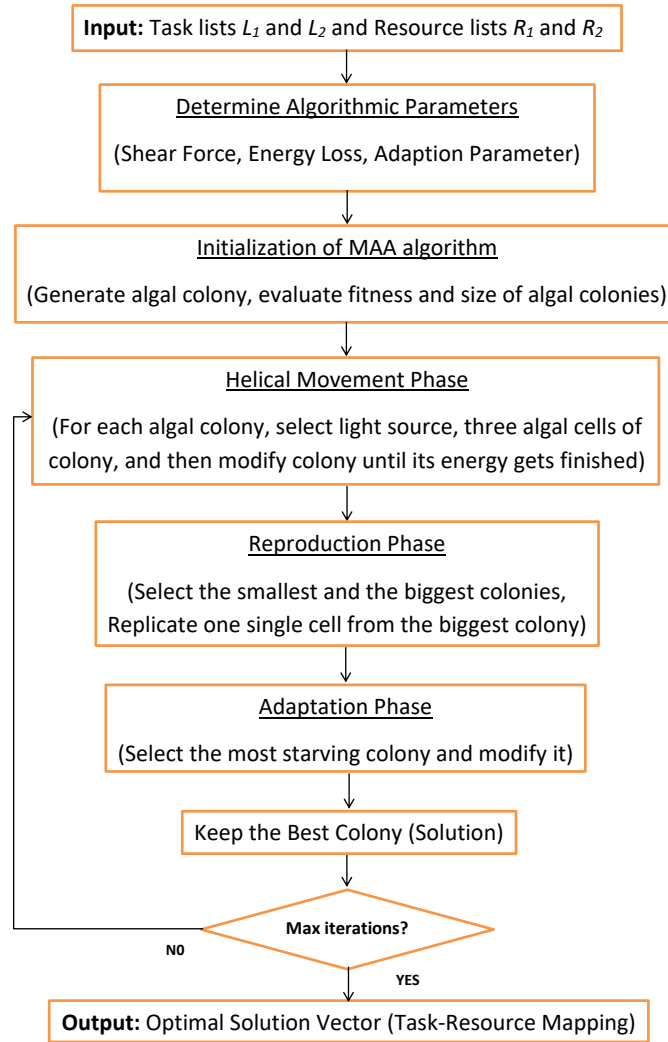 Input: Task lists L1 and L2 and Resource lists R1 and R2
Determine Algorithmic Parameters
(Shear Force, Energy Loss, Adaption Parameter)
Initialization of MAA algorithm
(Generate algal colony, evaluate fitness and size of algal colonies)
Helical Movement Phase
(For each algal colony, select light source, three algal cells of
colony, and then modify colony until its energy gets finished)
Reproduction Phase
(Select the smallest and the biggest colonies,
Replicate one single cell from the biggest colony)
Adaptation Phase
(Select the most starving colony and modify it)
Keep the Best Colony (Solution)
Max iterations?
N0
YES
Output: Optimal Solution Vector (Task-Resource Mapping)